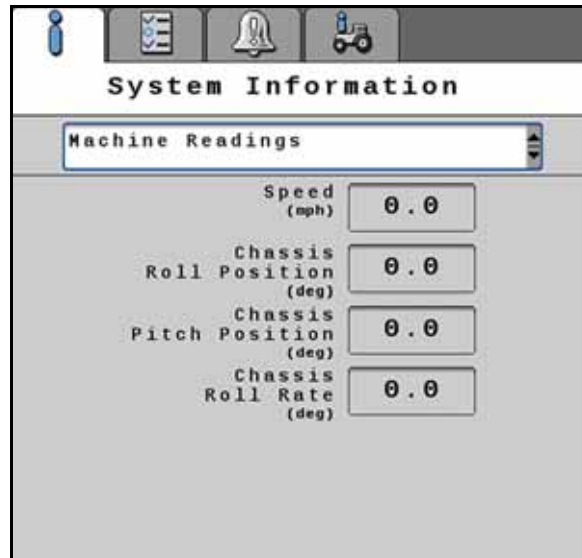 System Information
Machine Readings
Speed
(mph)
0.0
Chassis
Roll Position
(deg)
0.0
Chassis
Pitch Position
(deg)
0.0
Chassis
Roll Rate
(deg)
0.0